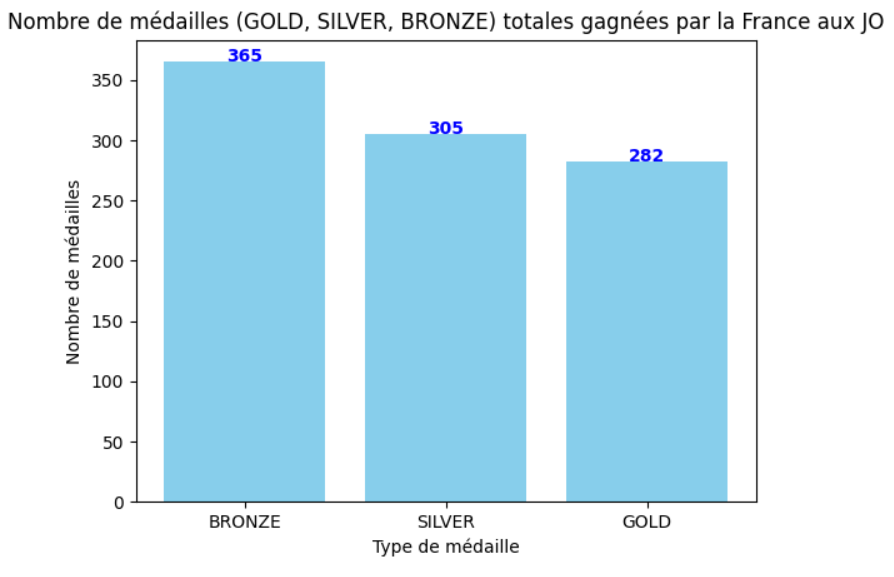 Nombre de médailles (GOLD, SILVER, BRONZE) totales gagnées par la France aux JO
365
350
305
300
282
250
200
150
100
50
0
Nombre de médailles
BRONZE SILVER GOLD
Type de médaille